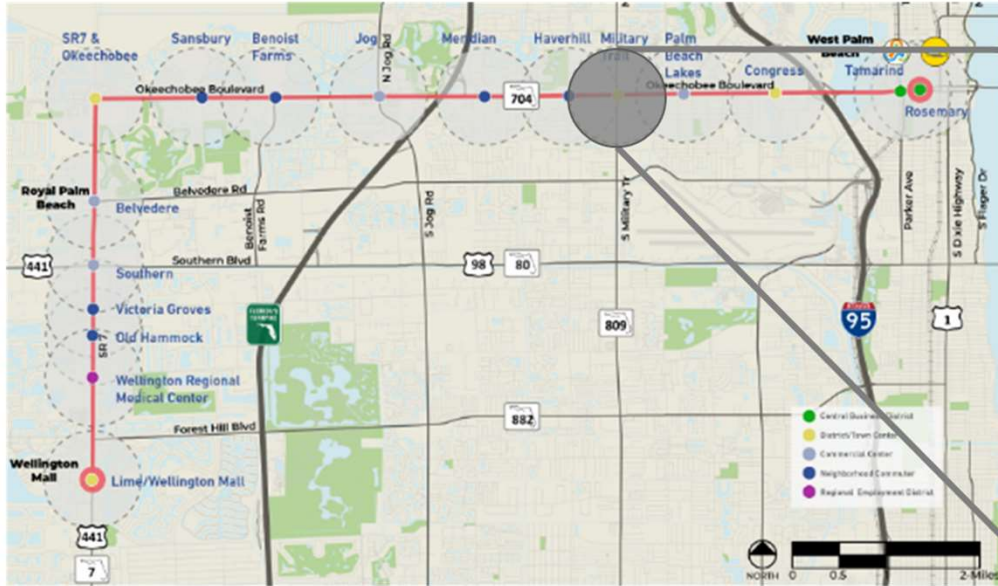 SR7 &
Okeechobee
Sansbury
Benoist
Farms
Jog
N Jog Rd
Meridian
Haverhill
Military
Trail
Palm
Beach
Lakes
Congress
West Palm
Beach
Tamarind
Rosemary
Okeechobee Boulevard
704
Okeechobee Boulevard
Royal Palm
Beach
Belvedere Rd
Belvedere
Benoist
Farms Rd
S Jog Rd
S Military Tr
Parker Ave
S Dixie Highway
S Flager Dr
441
Southern Blvd
Southern
98
80
Victoria Groves
Old Hammock
SR 7
809
95
1
Wellington Regional
Medical Center
882
Forest Hill Blvd
Wellington
Mall
Lime/Wellington Mall
Central Business District
District/Town Center
Commercial Center
Neighborhood Commuter
Regional Employment District
441
7
NORTH
0
0.5
2-Miles